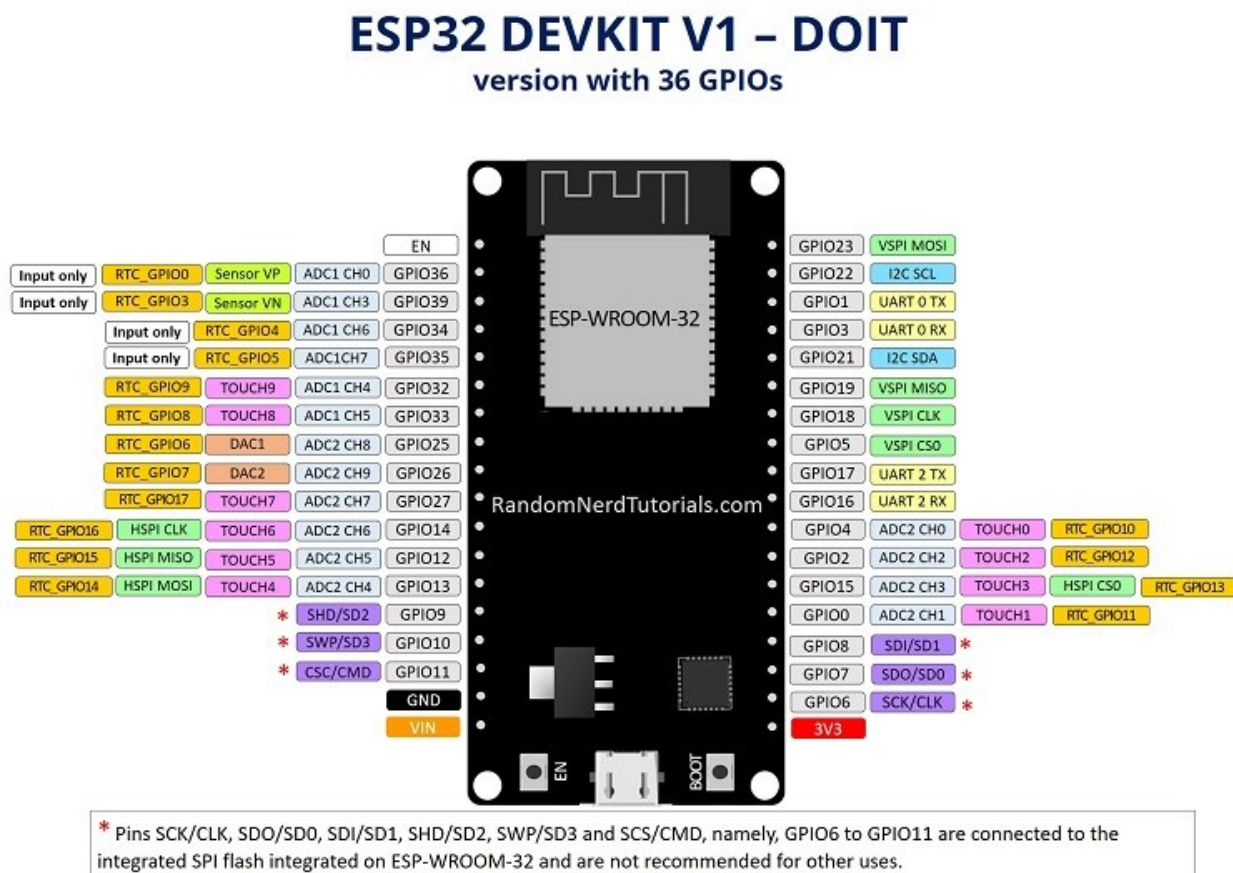 ESP32 DEVKIT V1 – DOIT
version with 36 GPIOs
EN
Input only RTC_GPIO0 Sensor VP ADC1 CH0 GPIO36
Input only RTC_GPIO3 Sensor VN ADC1 CH3 GPIO39
Input only RTC_GPIO4 ADC1 CH6 GPIO34
Input only RTC_GPIO5 ADC1CH7 GPIO35
RTC_GPIO9 TOUCH9 ADC1 CH4 GPIO32
RTC_GPIO8 TOUCH8 ADC1 CH5 GPIO33
RTC_GPIO6 DAC1 ADC2 CH8 GPIO25
RTC_GPIO7 DAC2 ADC2 CH9 GPIO26
RTC_GPIO17 TOUCH7 ADC2 CH7 GPIO27
RTC_GPIO16 HSPI CLK TOUCH6 ADC2 CH6 GPIO14
RTC_GPIO15 HSPI MISO TOUCH5 ADC2 CH5 GPIO12
RTC_GPIO14 HSPI MOSI TOUCH4 ADC2 CH4 GPIO13
* SHD/SD2 GPIO9
* SWP/SD3 GPIO10
* CSC/CMD GPIO11
GND
VIN
ESP-WROOM-32
RandomNerdTutorials.com
EN
BOOT
GPIO23 VSPI MOSI
GPIO22 I2C SCL
GPIO1 UART 0 TX
GPIO3 UART 0 RX
GPIO21 I2C SDA
GPIO19 VSPI MISO
GPIO18 VSPI CLK
GPIO5 VSPI CS0
GPIO17 UART 2 TX
GPIO16 UART 2 RX
GPIO4 ADC2 CH0 TOUCH0 RTC_GPIO10
GPIO2 ADC2 CH2 TOUCH2 RTC_GPIO12
GPIO15 ADC2 CH3 TOUCH3 HSPI CS0 RTC_GPIO13
GPIO0 ADC2 CH1 TOUCH1 RTC_GPIO11
GPIO8 SDI/SD1 *
GPIO7 SDO/SD0 *
GPIO6 SCK/CLK *
3V3
* Pins SCK/CLK, SDO/SD0, SDI/SD1, SHD/SD2, SWP/SD3 and SCS/CMD, namely, GPIO6 to GPIO11 are connected to the
integrated SPI flash integrated on ESP-WROOM-32 and are not recommended for other uses.